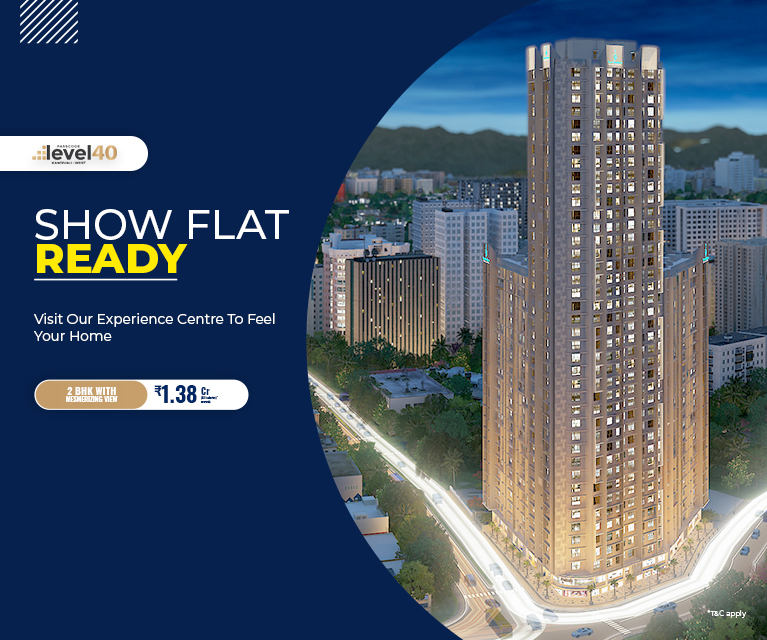 level40
SHOW FLAT
READY
Visit Our Experience Centre To Feel
Your Home
2 BHK WITH
MESMERIZING VIEW
₹1.38 Cr
*T&C apply